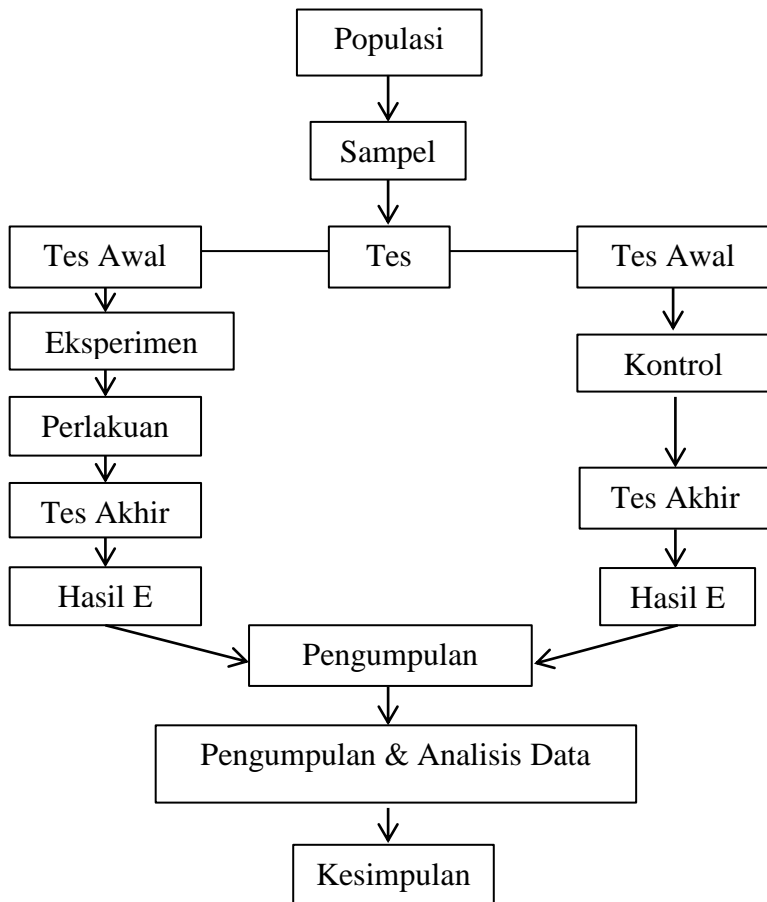 Populasi
Sampel
Tes Awal
Tes
Tes Awal
Eksperimen
Kontrol
Perlakuan
Tes Akhir
Tes Akhir
Hasil E
Hasil E
Pengumpulan
Pengumpulan & Analisis Data
Kesimpulan